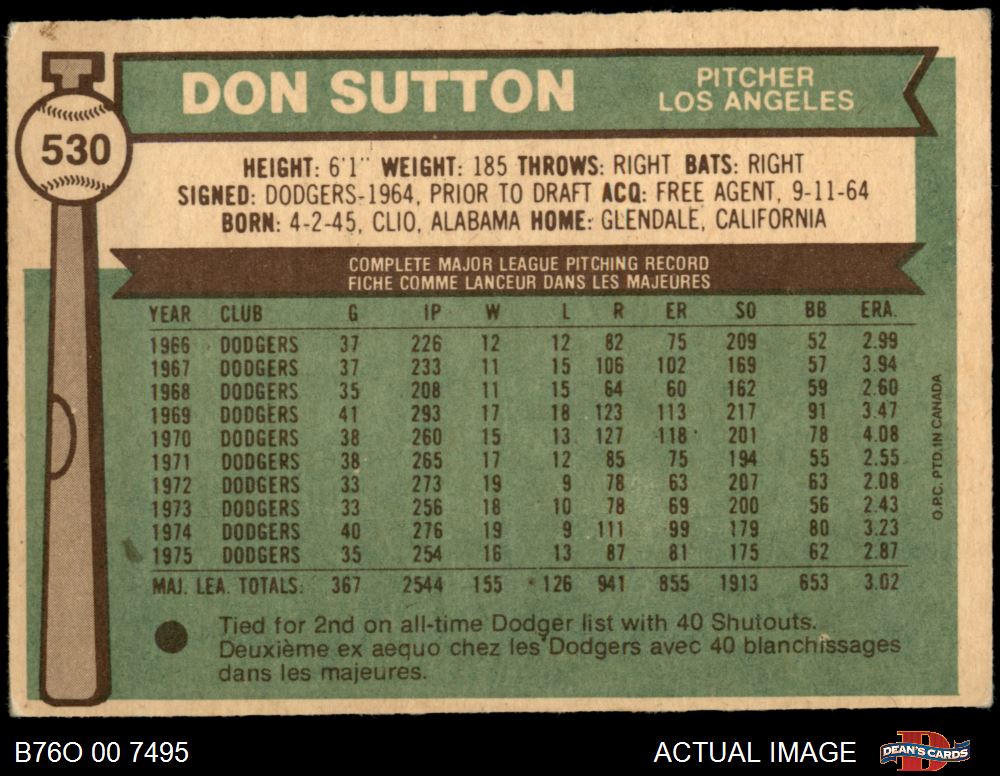 530
DON SUTTON
PITCHER
LOS ANGELES
HEIGHT: 6'1" WEIGHT: 185 THROWS: RIGHT BATS: RIGHT
SIGNED: DODGERS-1964, PRIOR TO DRAFT ACQ: FREE AGENT, 9-11-64
BORN: 4-2-45, CLIO, ALABAMA HOME: GLENDALE, CALIFORNIA
COMPLETE MAJOR LEAGUE PITCHING RECORD
FICHE COMME LANCEUR DANS LES MAJEURES
YEAR CLUB G IP W L R ER SO BB ERA.
1966 DODGERS 37 226 12 12 82 75 209 52 2.99
1967 DODGERS 37 233 11 15 106 102 169 57 3.94
1968 DODGERS 35 208 11 15 64 60 162 59 2.60
1969 DODGERS 41 293 17 18 123 113 217 91 3.47
1970 DODGERS 38 260 15 13 127 118 201 78 4.08
1971 DODGERS 38 265 17 12 85 75 194 55 2.55
1972 DODGERS 33 273 19 9 78 63 207 63 2.08
1973 DODGERS 33 256 18 10 78 69 200 56 2.43
1974 DODGERS 40 276 19 9 111 99 179 80 3.23
1975 DODGERS 35 254 16 13 87 81 175 62 2.87
MAJ. LEA. TOTALS: 367 2544 155 126 941 855 1913 653 3.02
Tied for 2nd on all-time Dodger list with 40 Shutouts.
Deuxième ex aequo chez les Dodgers avec 40 blanchissages
dans les majeures.
O.P.C. PTD. IN CANADA
B76O 00 7495
ACTUAL IMAGE
D
DEAN'S CARDS